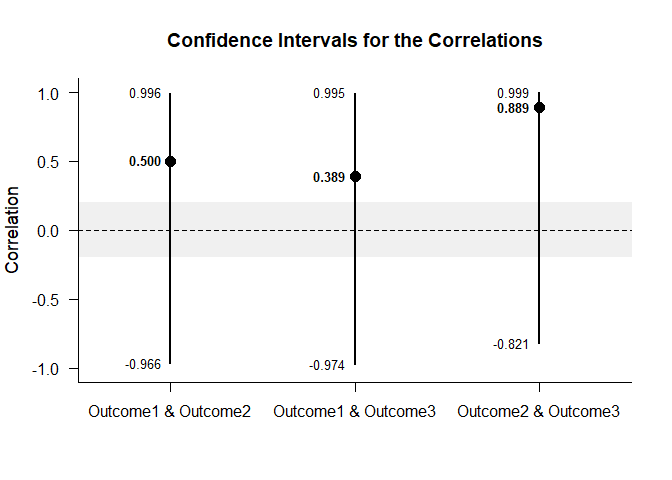 Confidence Intervals for the Correlations
Correlation
1.0
0.5
0.0
-0.5
-1.0
0.996
0.500
-0.966
0.995
0.389
-0.974
0.999
0.889
-0.821
Outcome1 & Outcome2
Outcome1 & Outcome3
Outcome2 & Outcome3